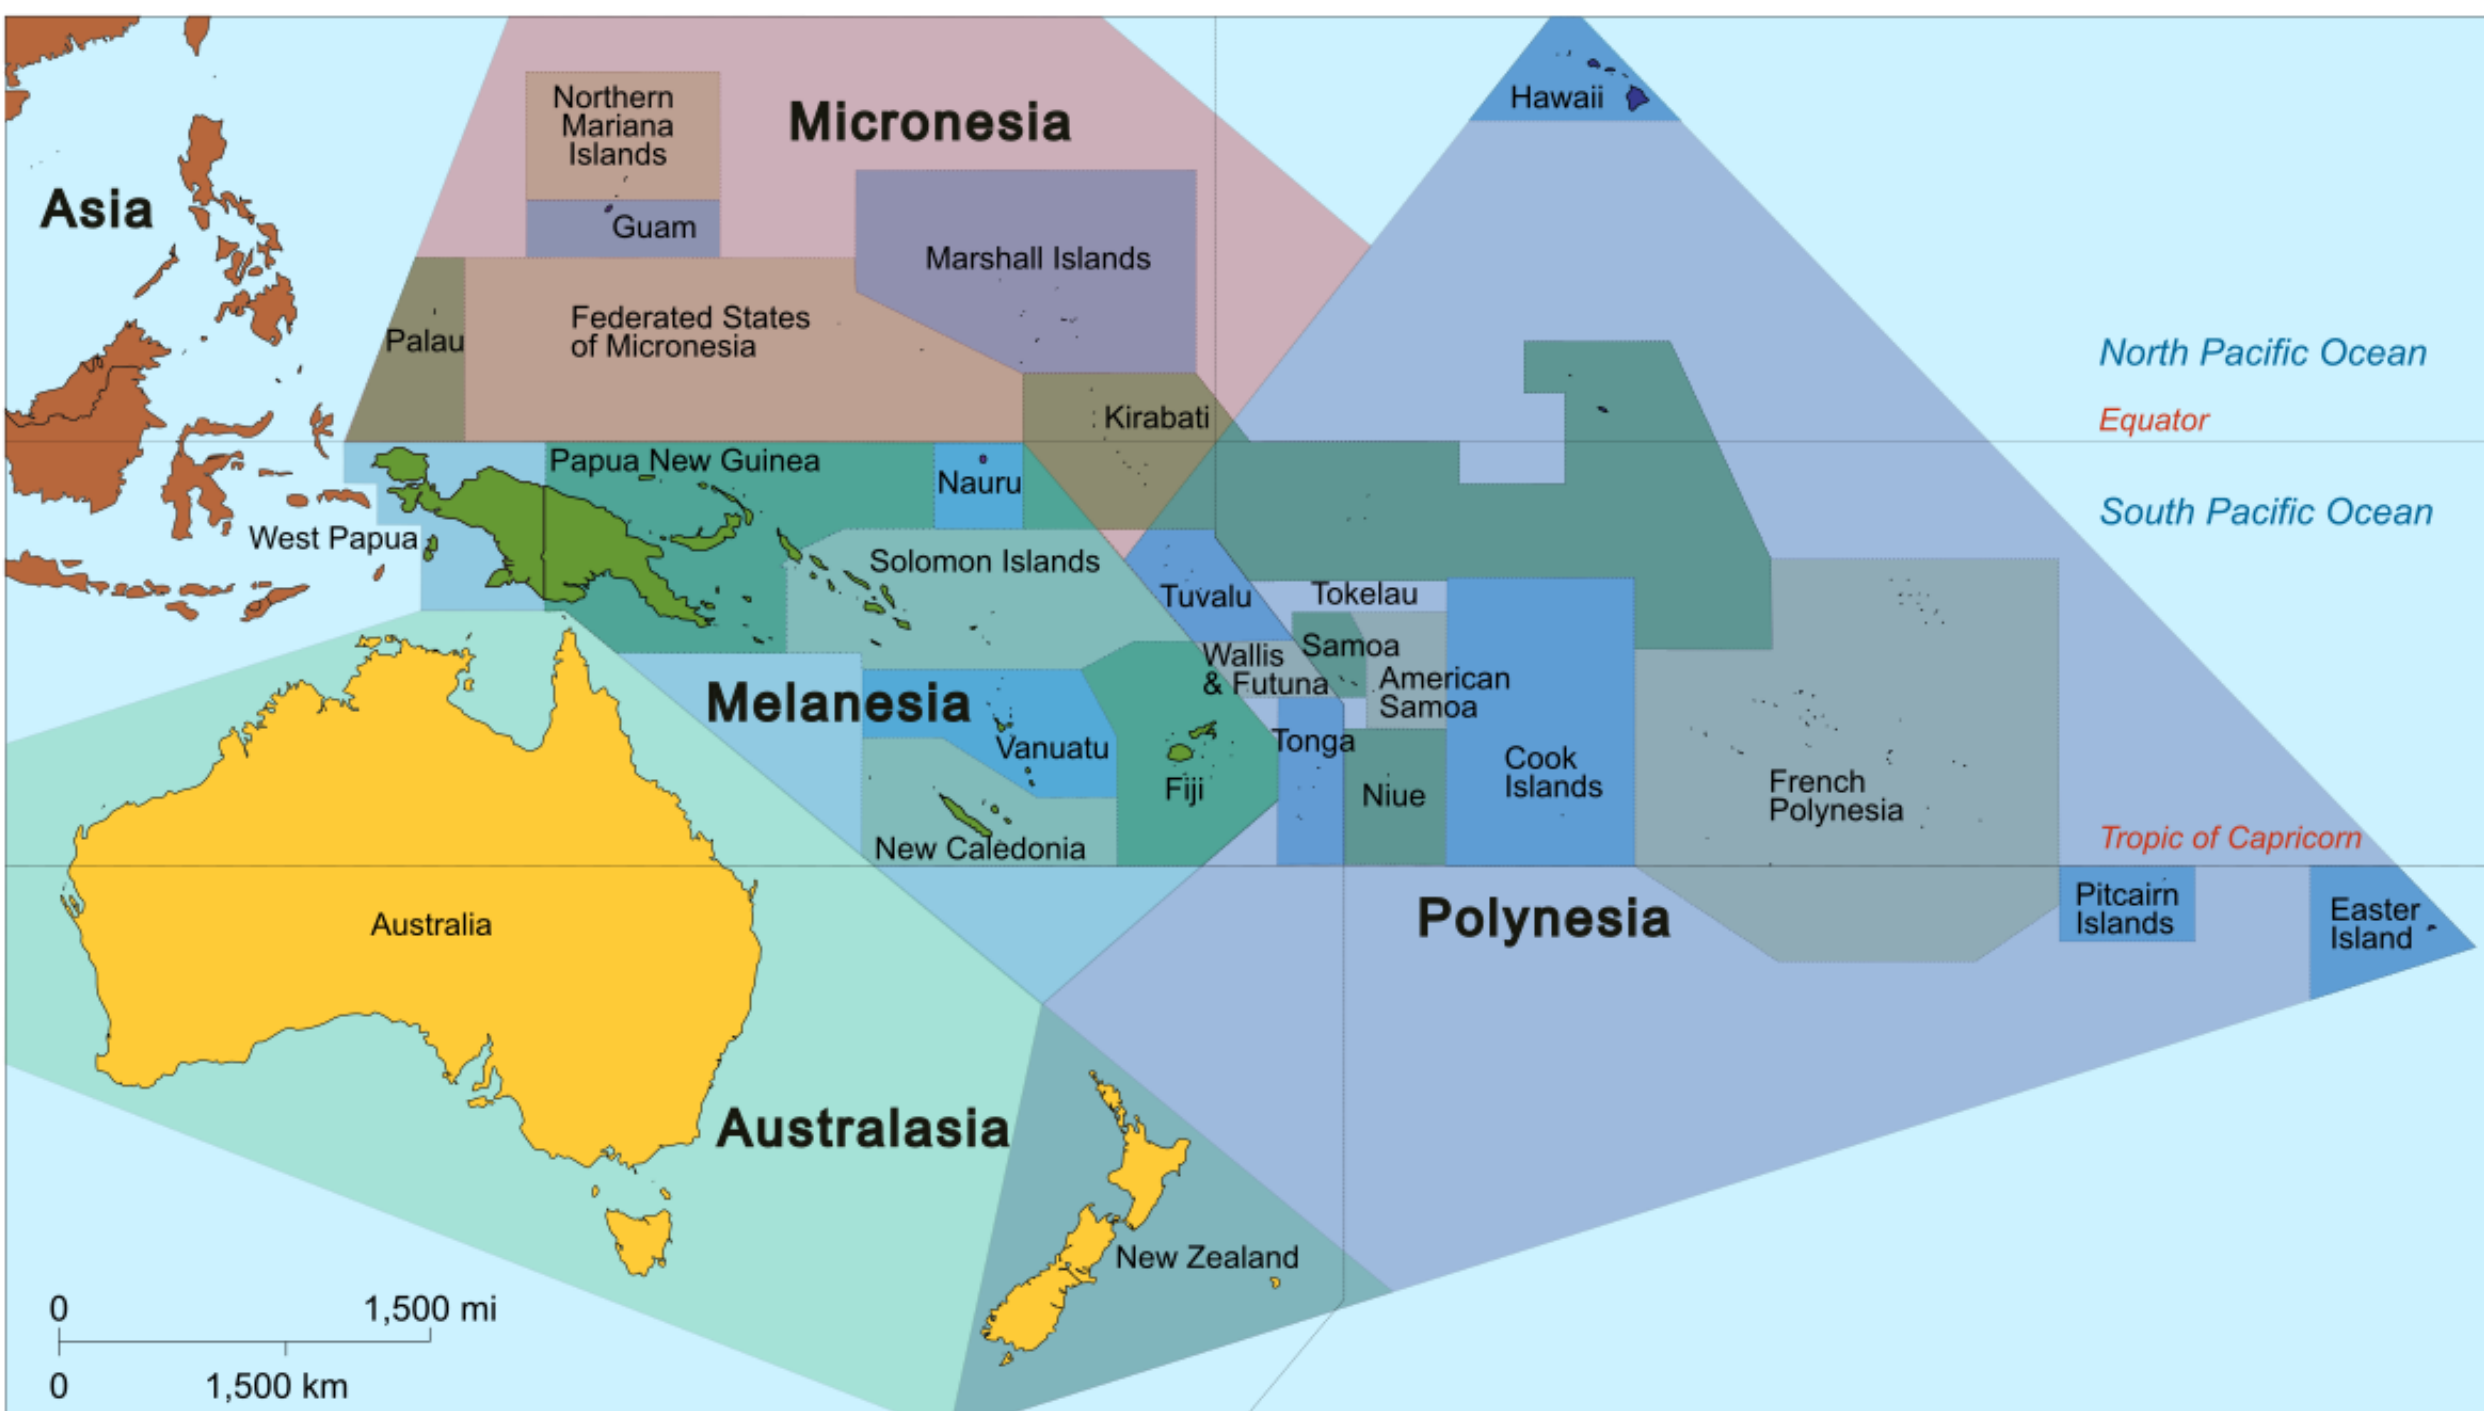 Hawaii
Northern
Mariana
Islands
Micronesia
Asia
Guam
Marshall Islands
Federated States
of Micronesia
Palau
North Pacific Ocean
Kirabati
Equator
Papua New Guinea
Nauru
South Pacific Ocean
West Papua
Solomon Islands
Tuvalu
Tokelau
Samoa
Wallis
& Futuna
American
Samoa
Melanesia
Vanuatu
Tonga
Fiji
Niue
Cook
Islands
French
Polynesia
New Caledonia
Tropic of Capricorn
Pitcairn
Islands
Easter
Island
Polynesia
Australia
Australasia
New Zealand
0 1,500 mi
0 1,500 km